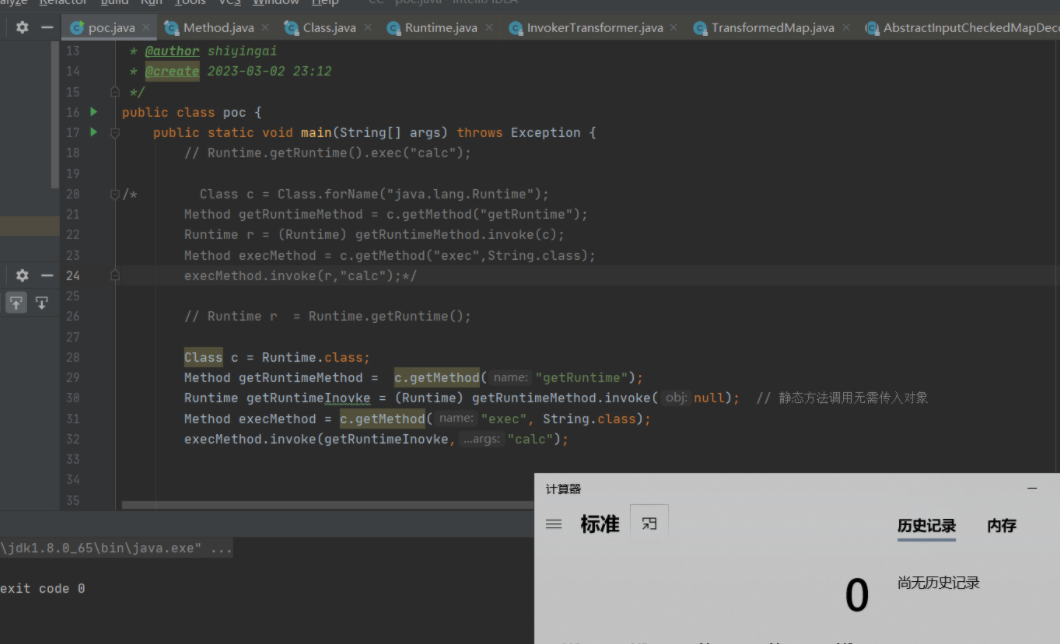 Refactor Build Run Tools VCS Window Help
poc.java Method.java Class.java Runtime.java InvokerTransformer.java TransformedMap.java AbstractInputCheckedMapDec
13 * @author shiyingai
14 * @create 2023-03-02 23:12
15 */
16 public class poc {
17 public static void main(String[] args) throws Exception {
18 // Runtime.getRuntime().exec("calc");
19
20 /* Class c = Class.forName("java.lang.Runtime");
21 Method getRuntimeMethod = c.getMethod("getRuntime");
22 Runtime r = (Runtime) getRuntimeMethod.invoke(c);
23 Method execMethod = c.getMethod("exec",String.class);
24 execMethod.invoke(r,"calc");*/
25
26 // Runtime r = Runtime.getRuntime();
27
28 Class c = Runtime.class;
29 Method getRuntimeMethod = c.getMethod( name: "getRuntime");
30 Runtime getRuntimeInovke = (Runtime) getRuntimeMethod.invoke( obj: null); // 静态方法调用无需传入对象
31 Method execMethod = c.getMethod( name: "exec", String.class);
32 execMethod.invoke(getRuntimeInovke, ...args: "calc");
33
34
35
\jdk1.8.0_65\bin\java.exe" ...
exit code 0
计算器
标准
历史记录 内存
尚无历史记录
0